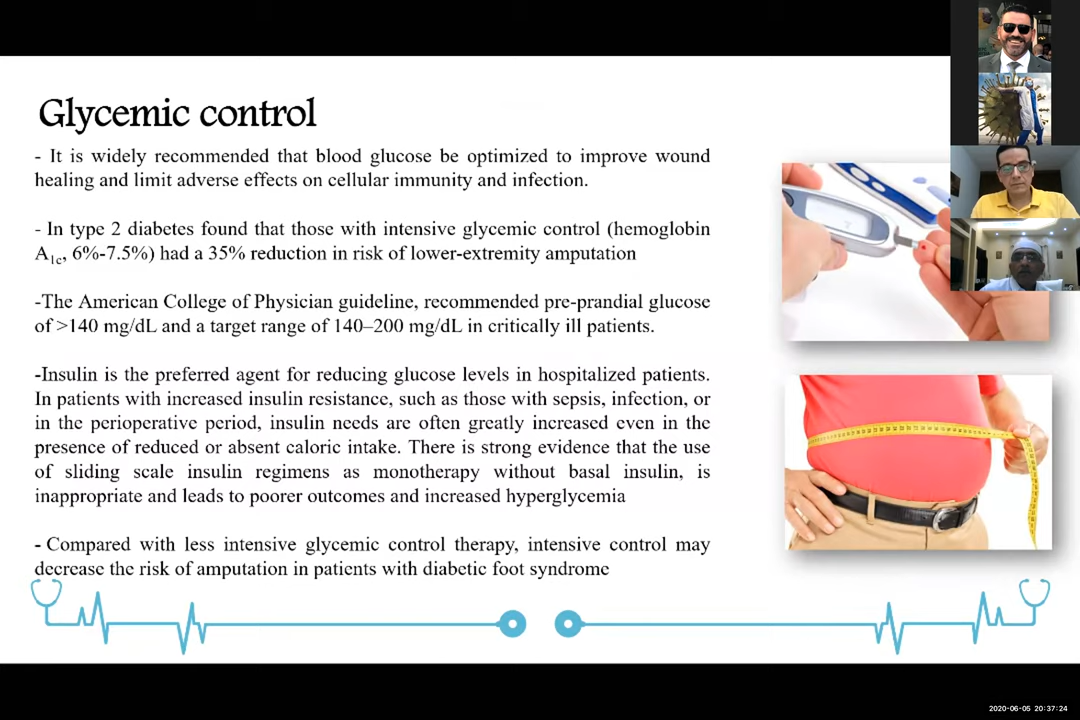 Glycemic control
- It is widely recommended that blood glucose be optimized to improve wound
healing and limit adverse effects on cellular immunity and infection.
- In type 2 diabetes found that those with intensive glycemic control (hemoglobin
A1c, 6%-7.5%) had a 35% reduction in risk of lower-extremity amputation
-The American College of Physician guideline, recommended pre-prandial glucose
of >140 mg/dL and a target range of 140–200 mg/dL in critically ill patients.
-Insulin is the preferred agent for reducing glucose levels in hospitalized patients.
In patients with increased insulin resistance, such as those with sepsis, infection, or
in the perioperative period, insulin needs are often greatly increased even in the
presence of reduced or absent caloric intake. There is strong evidence that the use
of sliding scale insulin regimens as monotherapy without basal insulin, is
inappropriate and leads to poorer outcomes and increased hyperglycemia
- Compared with less intensive glycemic control therapy, intensive control may
decrease the risk of amputation in patients with diabetic foot syndrome
2020-06-05 20:37:24